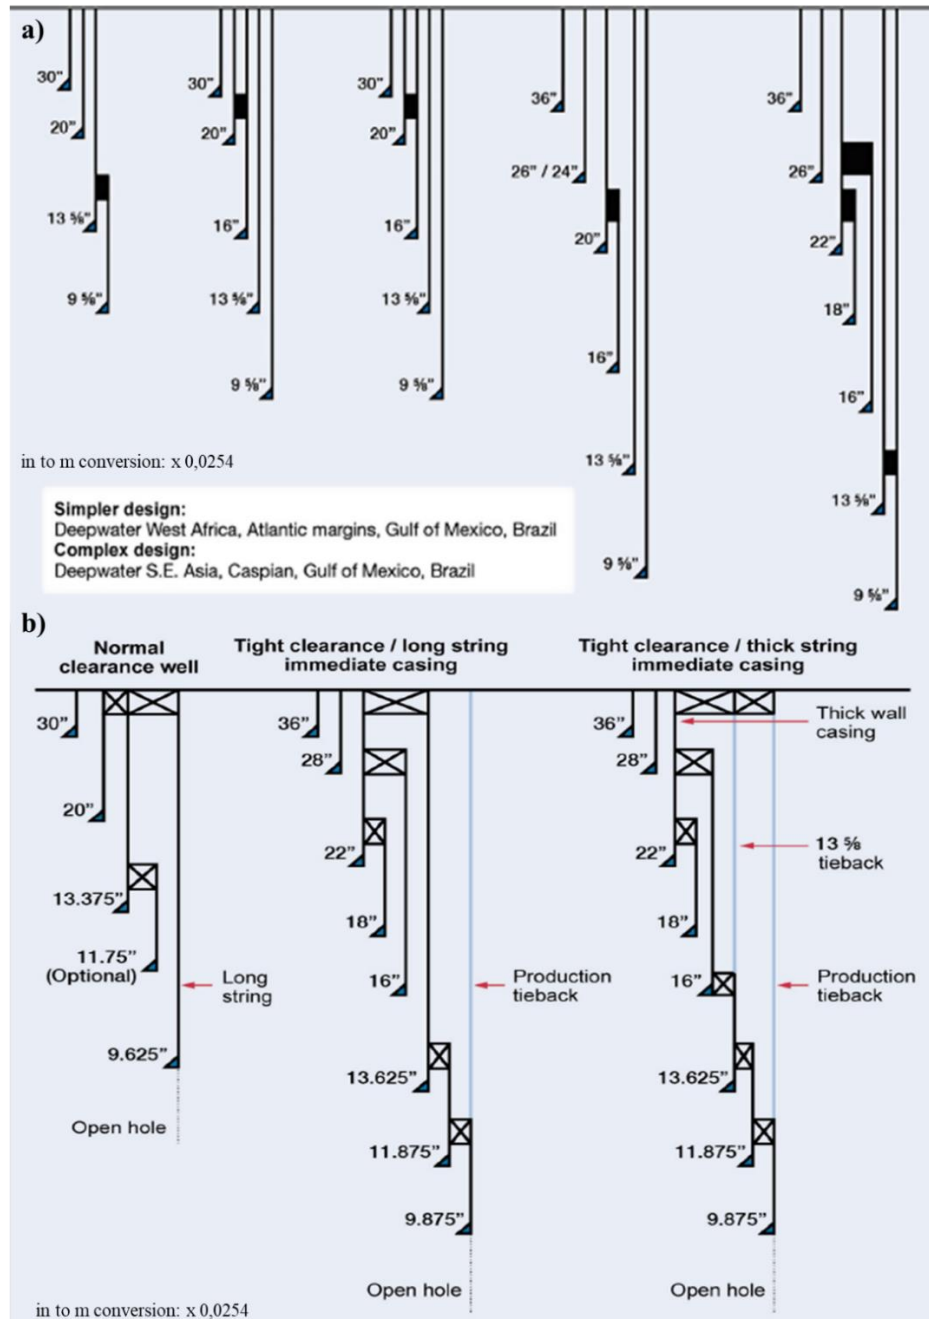 a)
30”
20”
13 ⅝”
9 ⅝”
30”
20”
16”
13 ⅝”
9 ⅝”
30”
20”
16”
13 ⅝”
9 ⅝”
36”
26” / 24”
20”
16”
13 ⅝”
9 ⅝”
36”
26”
22”
18”
16”
13 ⅝”
9 ⅝”
in to m conversion: x 0,0254
Simpler design:
Deepwater West Africa, Atlantic margins, Gulf of Mexico, Brazil
Complex design:
Deepwater S.E. Asia, Caspian, Gulf of Mexico, Brazil
b)
Normal
clearance well
30”
20”
13.375”
11.75”
(Optional)
Long
string
9.625”
Open hole
Tight clearance / long string
immediate casing
36”
28”
22”
18”
16”
Production
tieback
13.625”
11.875”
9.875”
Open hole
Tight clearance / thick string
immediate casing
36”
Thick wall
casing
28”
22”
13 ⅝
tieback
18”
16”
Production
tieback
13.625”
11.875”
9.875”
Open hole
in to m conversion: x 0,0254